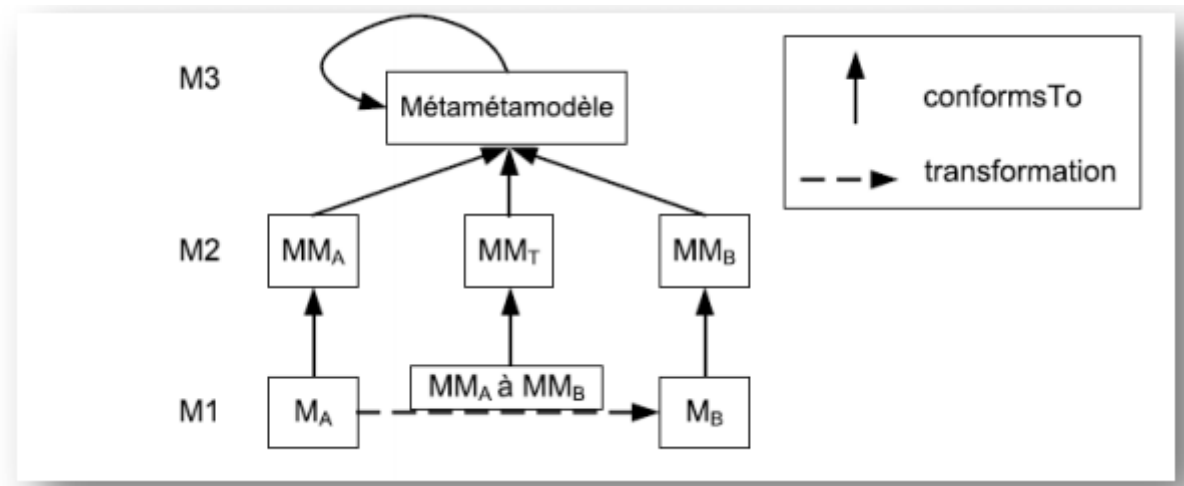 M3
Métamétamodèle
conformsTo
transformation
M2
MMA
MMT
MMB
MMA à MMB
M1
MA
MB